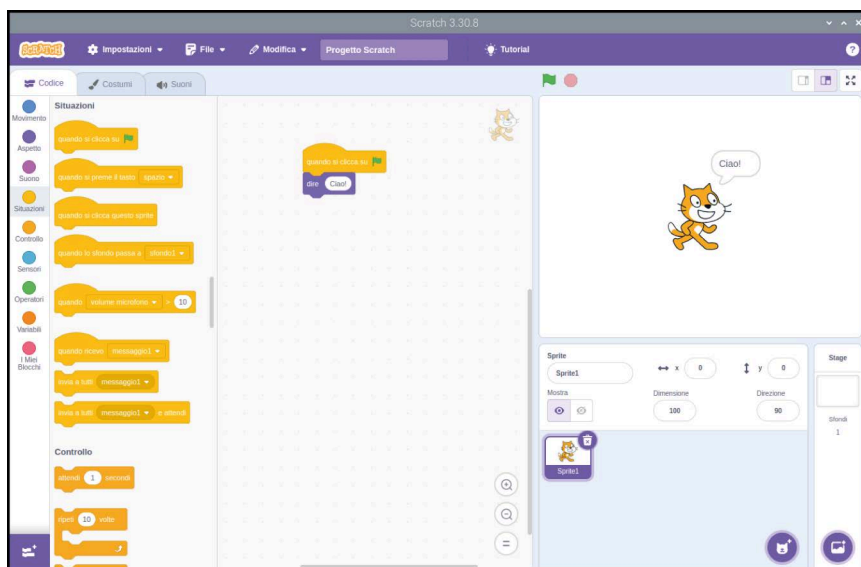 Scratch 3.30.8
SCRATCH
Impostazioni
File
Modifica
Progetto Scratch
Tutorial
?
Codice
Costumi
Suoni
Movimento
Aspetto
Suono
Situazioni
Controllo
Sensori
Operatori
Variabili
I Miei
Blocchi
Situazioni
quando si clicca su
quando si preme il tasto spazio
quando si clicca questo sprite
quando lo sfondo passa a sfondo1
quando volume microfono > 10
quando ricevo messaggio1
invia a tutti messaggio1
invia a tutti messaggio1 e attendi
Controllo
attendi 1 secondi
ripeti 10 volte
quando si clicca su
dire Ciao!
Ciao!
Sprite
Sprite1
x 0
y 0
Mostra
Dimensione
100
Direzione
90
Sprite1
Stage
Sfondi
1